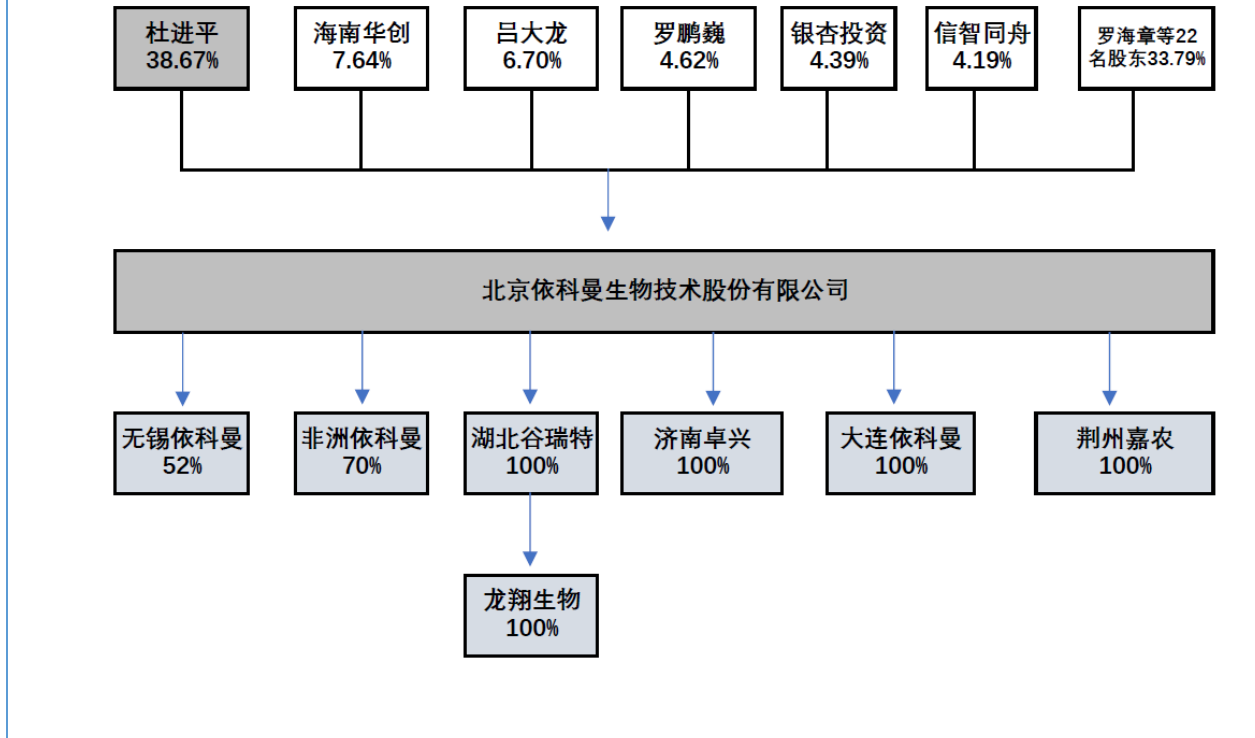 杜进平
38.67%
海南华创
7.64%
吕大龙
6.70%
罗鹏巍
4.62%
银杏投资
4.39%
信智同舟
4.19%
罗海章等22
名股东33.79%
北京依科曼生物技术股份有限公司
无锡依科曼
52%
非洲依科曼
70%
湖北谷瑞特
100%
济南卓兴
100%
大连依科曼
100%
荆州嘉农
100%
龙翔生物
100%